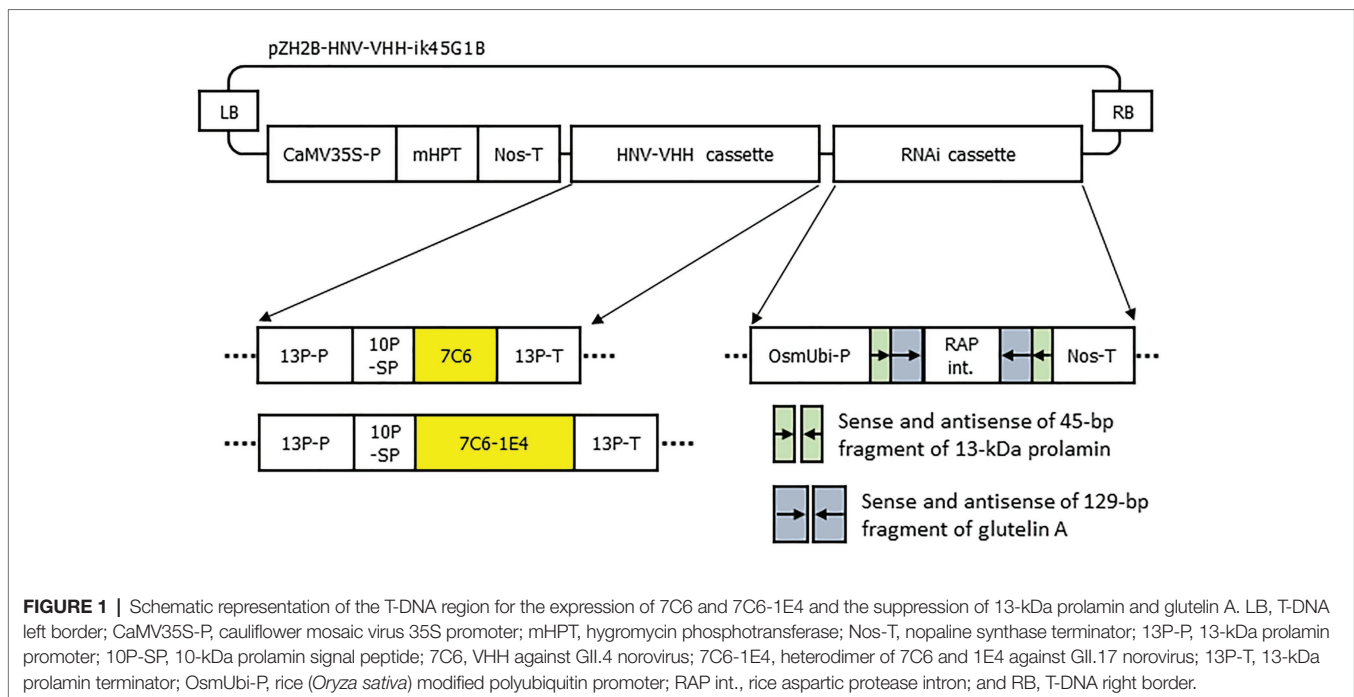 pZH2B-HNV-VHH-ik45G1B
LB
RB
CaMV35S-P
mHPT
Nos-T
HNV-VHH cassette
RNAi cassette
13P-P
10P
-SP
7C6
13P-T
OsmUbi-P
RAP
int.
Nos-T
13P-P
10P
-SP
7C6-1E4
13P-T
Sense and antisense of 45-bp
fragment of 13-kDa prolamin
Sense and antisense of 129-bp
fragment of glutelin A
FIGURE 1 | Schematic representation of the T-DNA region for the expression of 7C6 and 7C6-1E4 and the suppression of 13-kDa prolamin and glutelin A. LB, T-DNA
left border; CaMV35S-P, cauliflower mosaic virus 35S promoter; mHPT, hygromycin phosphotransferase; Nos-T, nopaline synthase terminator; 13P-P, 13-kDa prolamin
promoter; 10P-SP, 10-kDa prolamin signal peptide; 7C6, VHH against GII.4 norovirus; 7C6-1E4, heterodimer of 7C6 and 1E4 against GII.17 norovirus; 13P-T, 13-kDa
prolamin terminator; OsmUbi-P, rice (Oryza sativa) modified polyubiquitin promoter; RAP int., rice aspartic protease intron; and RB, T-DNA right border.